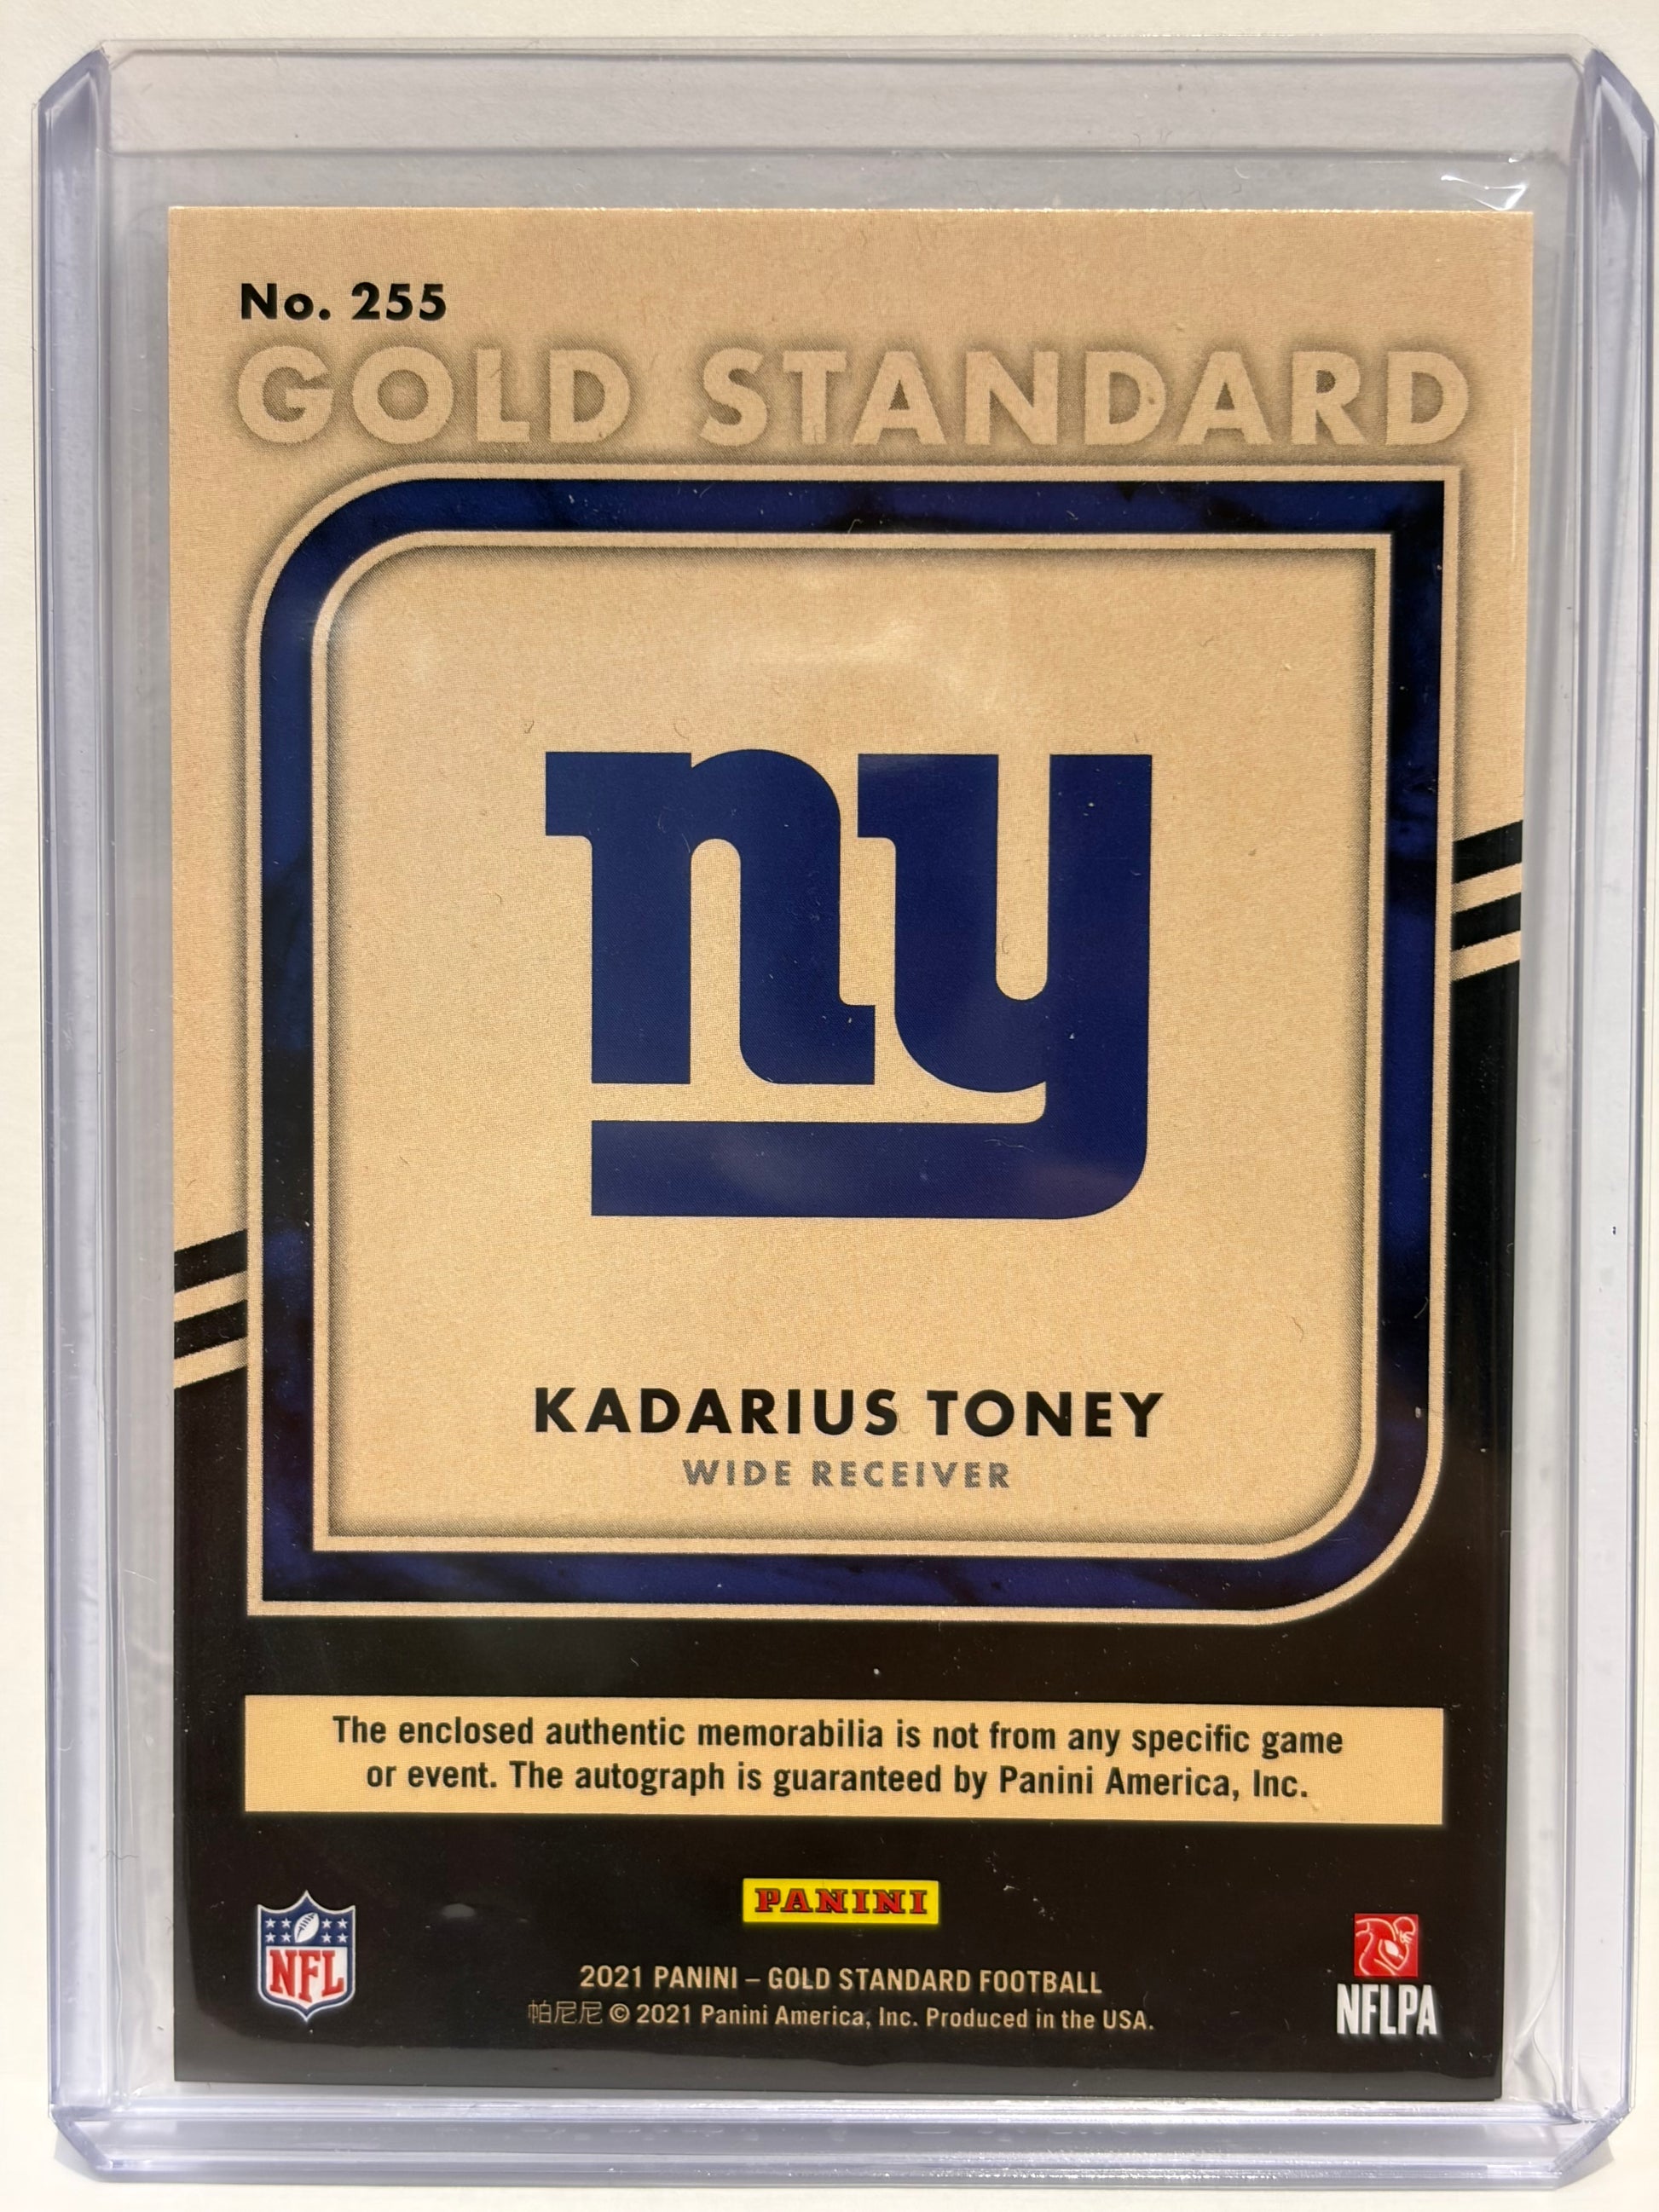 No. 255
GOLD STANDARD
ny
KADARIUS TONEY
WIDE RECEIVER
The enclosed authentic memorabilia is not from any specific game
or event. The autograph is guaranteed by Panini America, Inc.
PANINI
NFL
2021 PANINI – GOLD STANDARD FOOTBALL
帕尼尼 © 2021 Panini America, Inc. Produced in the USA.
NFLPA